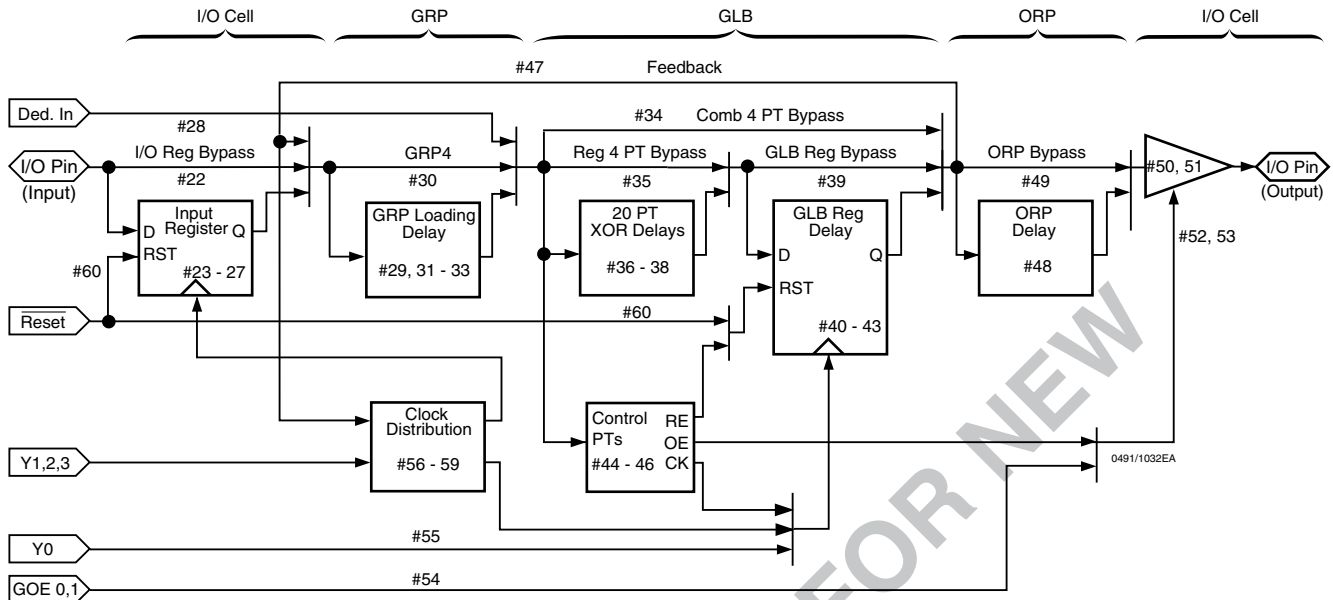 I/O Cell GRP GLB ORP I/O Cell
#47 Feedback
Ded. In
#28
#34 Comb 4 PT Bypass
I/O Pin
(Input)
I/O Reg Bypass
#22
GRP4
#30
Reg 4 PT Bypass
#35
GLB Reg Bypass
#39
ORP Bypass
#49
#50, 51
I/O Pin
(Output)
Input
Register
D Q
RST
#23 - 27
#60
GRP Loading
Delay
#29, 31 - 33
20 PT
XOR Delays
#36 - 38
GLB Reg
Delay
D Q
RST
#40 - 43
ORP
Delay
#48
#52, 53
Reset
#60
Clock
Distribution
#56 - 59
Control
PTs
#44 - 46
RE
OE
CK
0491/1032EA
Y1,2,3
Y0
#55
GOE 0,1
#54
FOR NEW